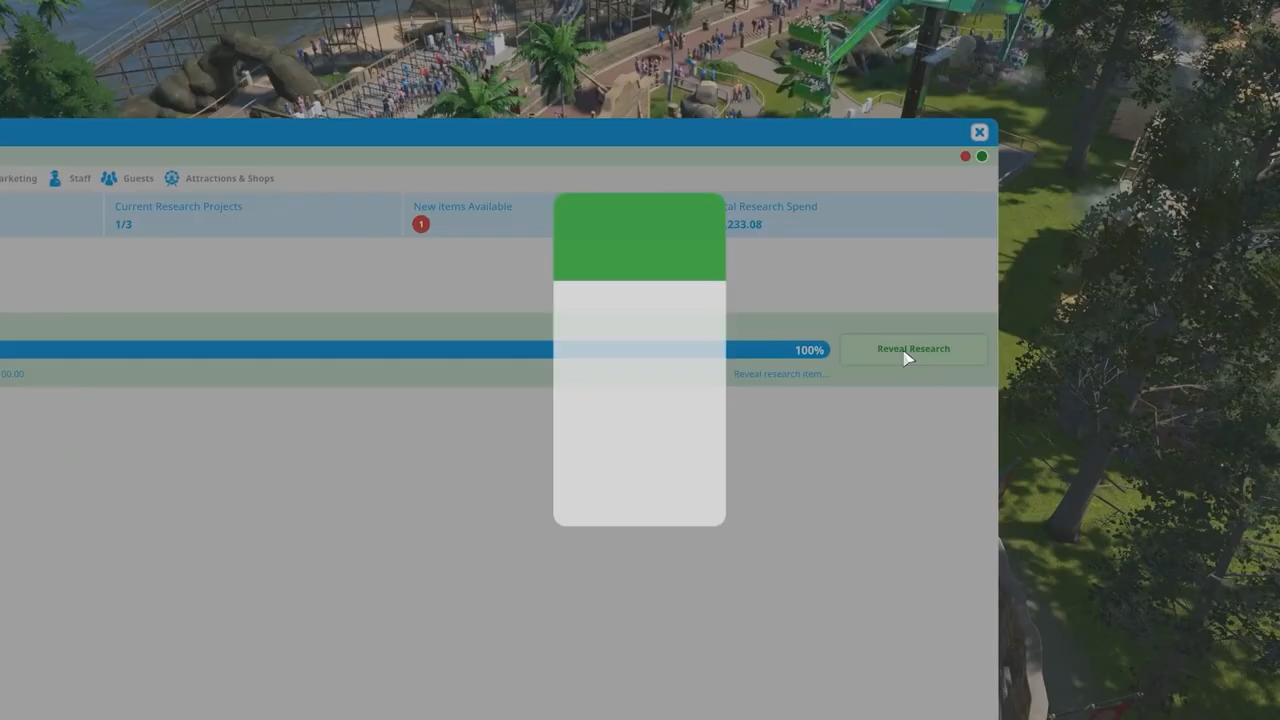 arketing Staff Guests Attractions & Shops
Current Research Projects New items Available al Research Spend
1/3 1 233.08
100% Reveal Research
00.00 Reveal research item...